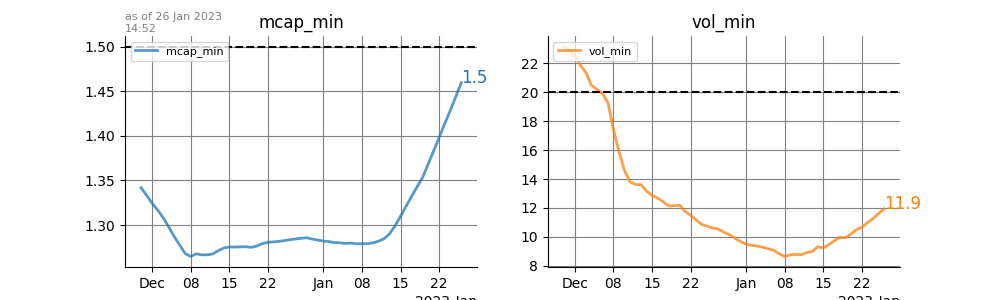 as of 26 Jan 2023
14:52
mcap_min
1.50
1.45
1.40
1.35
1.30
mcap_min
1.5
Dec 08 15 22 Jan 08 15 22
2023-Jan
vol_min
22
20
18
16
14
12
10
8
vol_min
11.9
Dec 08 15 22 Jan 08 15 22
2023-Jan